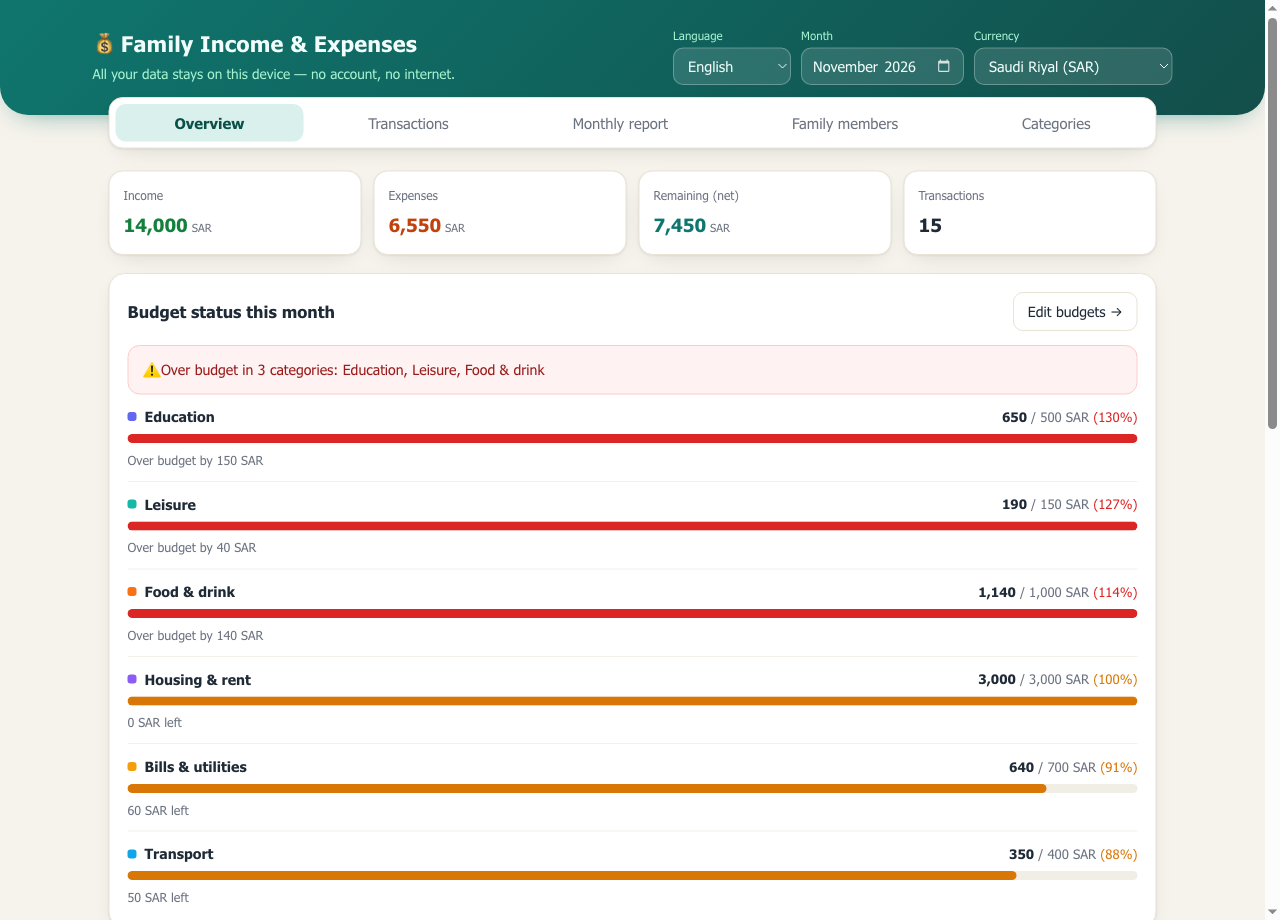 💰 Family Income & Expenses
All your data stays on this device — no account, no internet.
Language
Month
Currency
English
November 2026
Saudi Riyal (SAR)
Overview
Transactions
Monthly report
Family members
Categories
Income
14,000 SAR
Expenses
6,550 SAR
Remaining (net)
7,450 SAR
Transactions
15
Budget status this month
Edit budgets →
⚠️Over budget in 3 categories: Education, Leisure, Food & drink
Education
650 / 500 SAR (130%)
Over budget by 150 SAR
Leisure
190 / 150 SAR (127%)
Over budget by 40 SAR
Food & drink
1,140 / 1,000 SAR (114%)
Over budget by 140 SAR
Housing & rent
3,000 / 3,000 SAR (100%)
0 SAR left
Bills & utilities
640 / 700 SAR (91%)
60 SAR left
Transport
350 / 400 SAR (88%)
50 SAR left